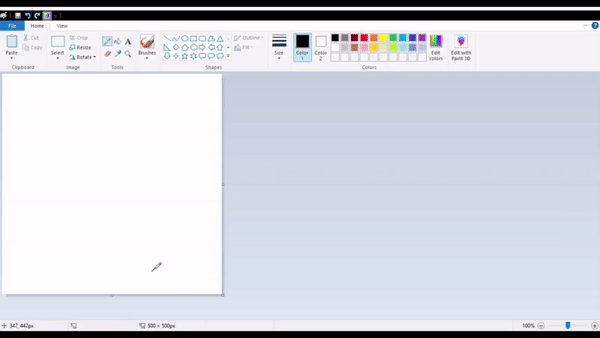 File Home View
Paste Cut Copy Clipboard
Select Crop Resize Rotate Image
Tools
Brushes
Shapes Outline Fill
Size
Color 1 Color 2 Colors
Edit colors
Edit with Paint 3D
347, 442px 500 × 500px 100%